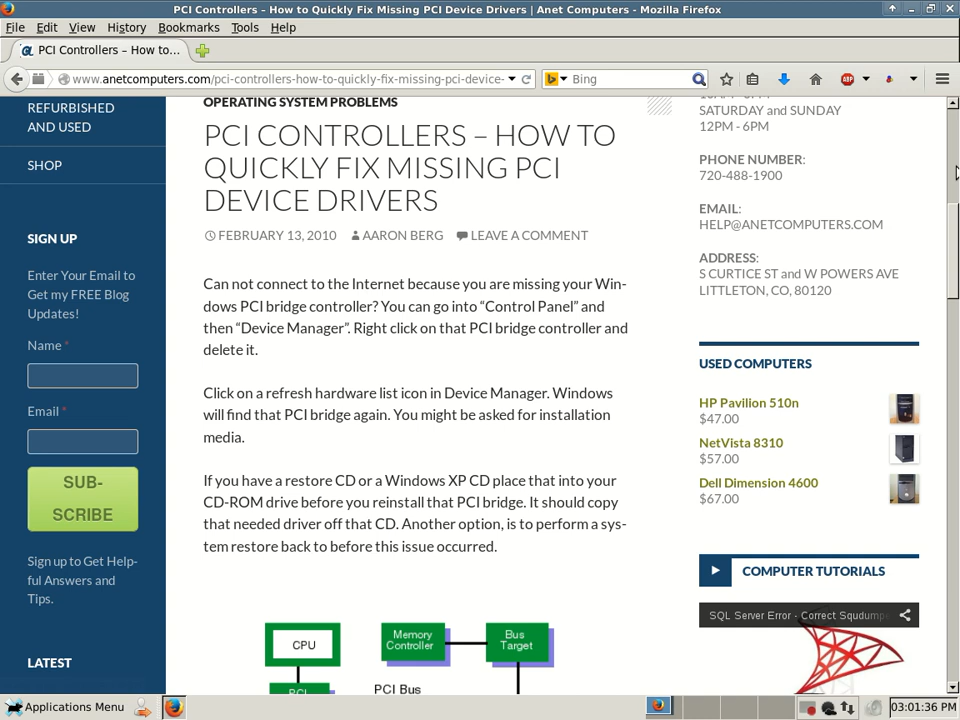 PCI Controllers – How to Quickly Fix Missing PCI Device Drivers | Anet Computers - Mozilla Firefox
File Edit View History Bookmarks Tools Help
PCI Controllers – How to...
www.anetcomputers.com/pci-controllers-how-to-quickly-fix-missing-pci-device-
Bing
ABP
REFURBISHED
AND USED
SHOP
SIGN UP
Enter Your Email to
Get my FREE Blog
Updates!
Name *
Email *
SUB-
SCRIBE
Sign up to Get Help-
ful Answers and
Tips.
LATEST
OPERATING SYSTEM PROBLEMS
PCI CONTROLLERS – HOW TO
QUICKLY FIX MISSING PCI
DEVICE DRIVERS
FEBRUARY 13, 2010 AARON BERG LEAVE A COMMENT
Can not connect to the Internet because you are missing your Win-
dows PCI bridge controller? You can go into “Control Panel” and
then “Device Manager”. Right click on that PCI bridge controller and
delete it.
Click on a refresh hardware list icon in Device Manager. Windows
will find that PCI bridge again. You might be asked for installation
media.
If you have a restore CD or a Windows XP CD place that into your
CD-ROM drive before you reinstall that PCI bridge. It should copy
that needed driver off that CD. Another option, is to perform a sys-
tem restore back to before this issue occurred.
CPU
Memory
Controller
Bus
Target
PCI
PCI Bus
SATURDAY and SUNDAY
12PM - 6PM
PHONE NUMBER:
720-488-1900
EMAIL:
HELP@ANETCOMPUTERS.COM
ADDRESS:
S CURTICE ST and W POWERS AVE
LITTLETON, CO, 80120
USED COMPUTERS
HP Pavilion 510n
$47.00
NetVista 8310
$57.00
Dell Dimension 4600
$67.00
COMPUTER TUTORIALS
SQL Server Error - Correct Squdumpe
Applications Menu
03:01:36 PM